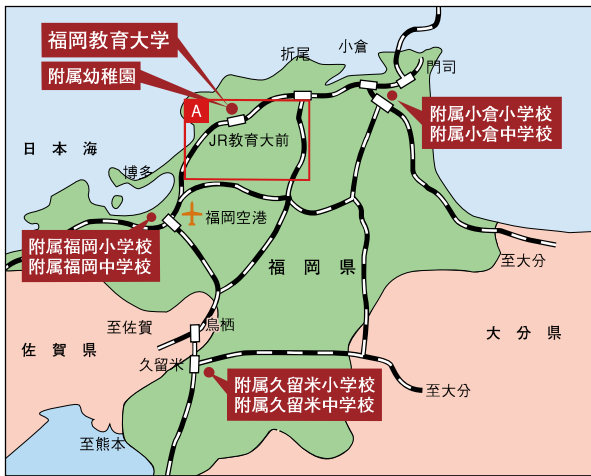 福岡教育大学
附属幼稚園
折尾
小倉
門司
A
附属小倉小学校
附属小倉中学校
JR教育大前
日本海
博多
福岡空港
附属福岡小学校
附属福岡中学校
福岡県
至大分
至佐賀
鳥栖
大分県
佐賀県
久留米
附属久留米小学校
附属久留米中学校
至大分
至熊本